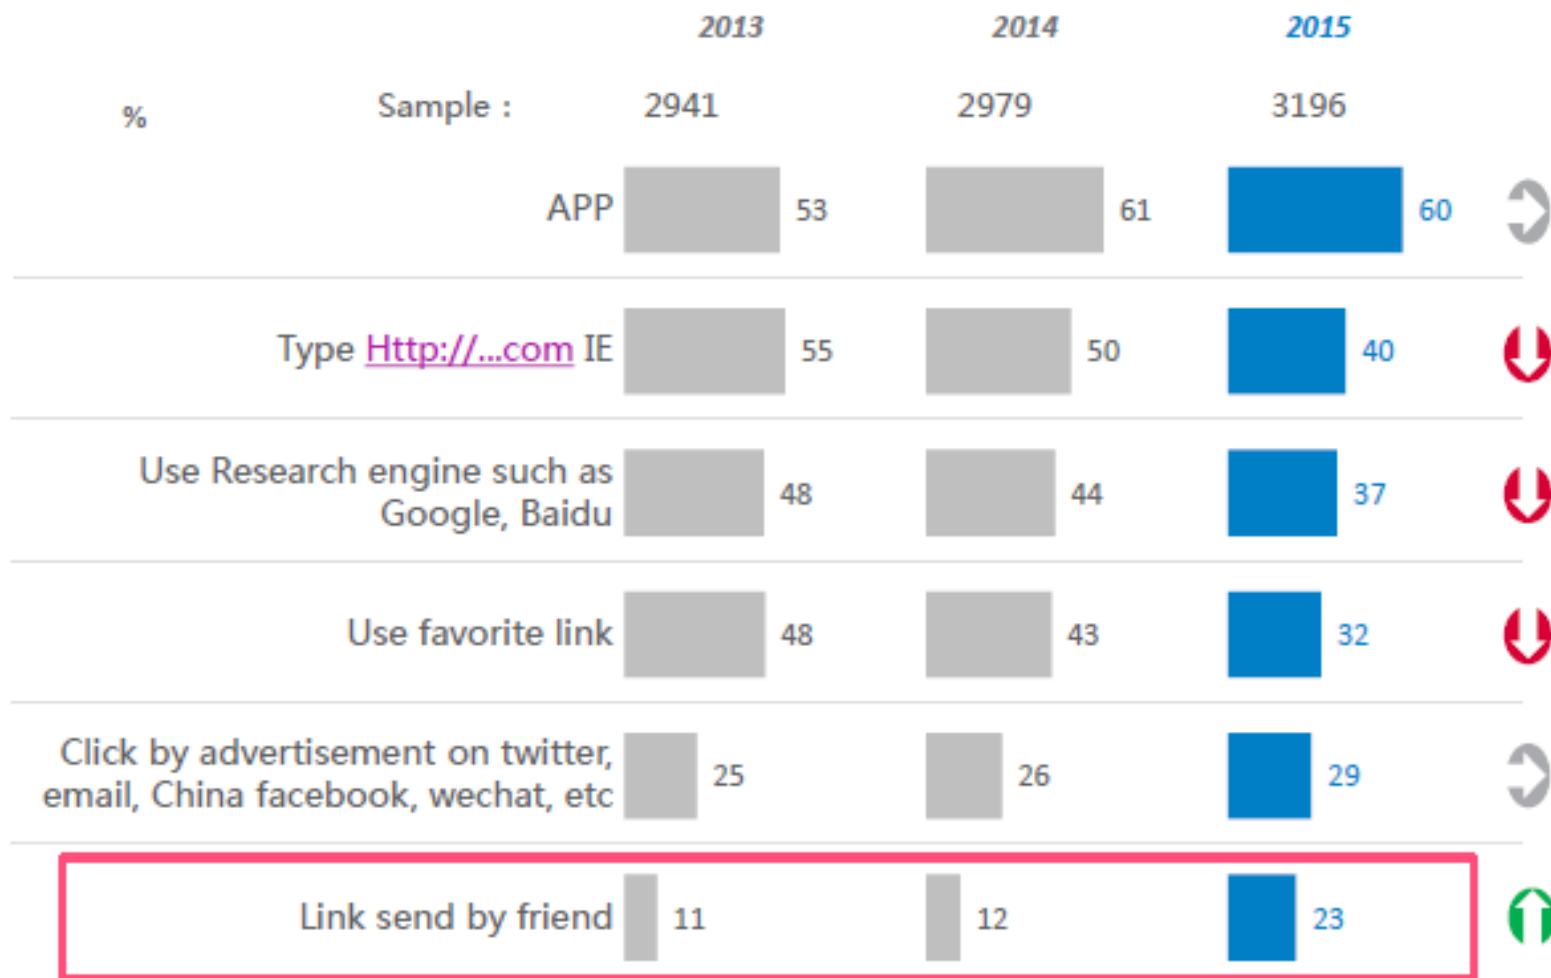 2013 2014 2015
% Sample : 2941 2979 3196
APP 53 61 60
Type Http://...com IE 55 50 40
Use Research engine such as
Google, Baidu 48 44 37
Use favorite link 48 43 32
Click by advertisement on twitter,
email, China facebook, wechat, etc 25 26 29
Link send by friend 11 12 23